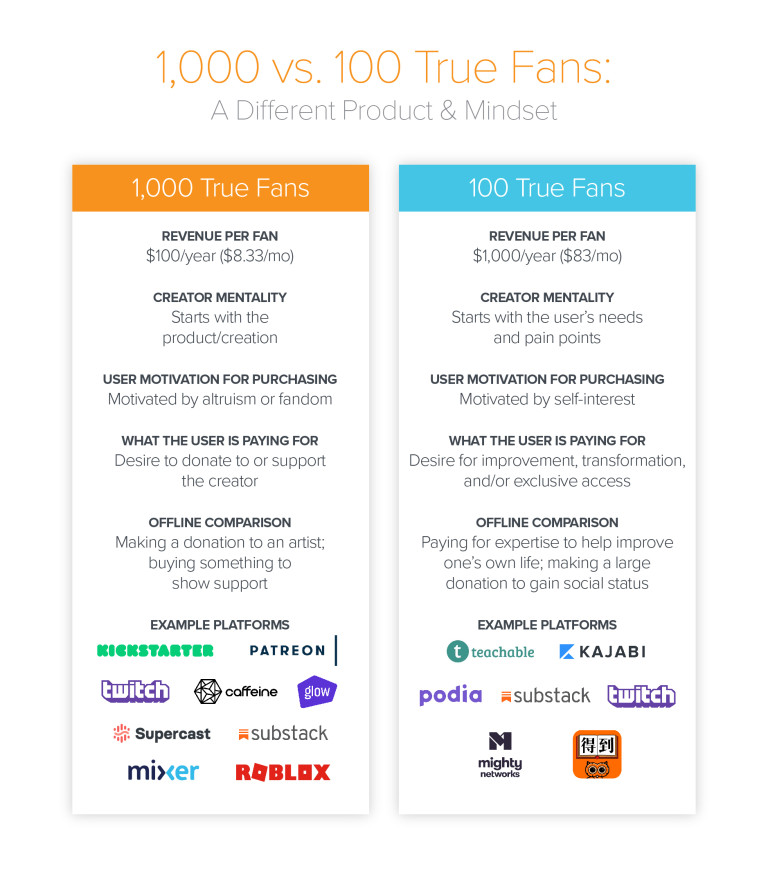 1,000 vs. 100 True Fans:
A Different Product & Mindset
1,000 True Fans
REVENUE PER FAN
$100/year ($8.33/mo)
CREATOR MENTALITY
Starts with the
product/creation
USER MOTIVATION FOR PURCHASING
Motivated by altruism or fandom
WHAT THE USER IS PAYING FOR
Desire to donate to or support
the creator
OFFLINE COMPARISON
Making a donation to an artist;
buying something to
show support
EXAMPLE PLATFORMS
KICKSTARTER PATREON
twitch caffeine glow
Supercast substack
mixer ROBLOX
100 True Fans
REVENUE PER FAN
$1,000/year ($83/mo)
CREATOR MENTALITY
Starts with the user's needs
and pain points
USER MOTIVATION FOR PURCHASING
Motivated by self-interest
WHAT THE USER IS PAYING FOR
Desire for improvement, transformation,
and/or exclusive access
OFFLINE COMPARISON
Paying for expertise to help improve
one's own life; making a large
donation to gain social status
EXAMPLE PLATFORMS
t teachable KAJABI
podia substack twitch
mighty
networks
得到